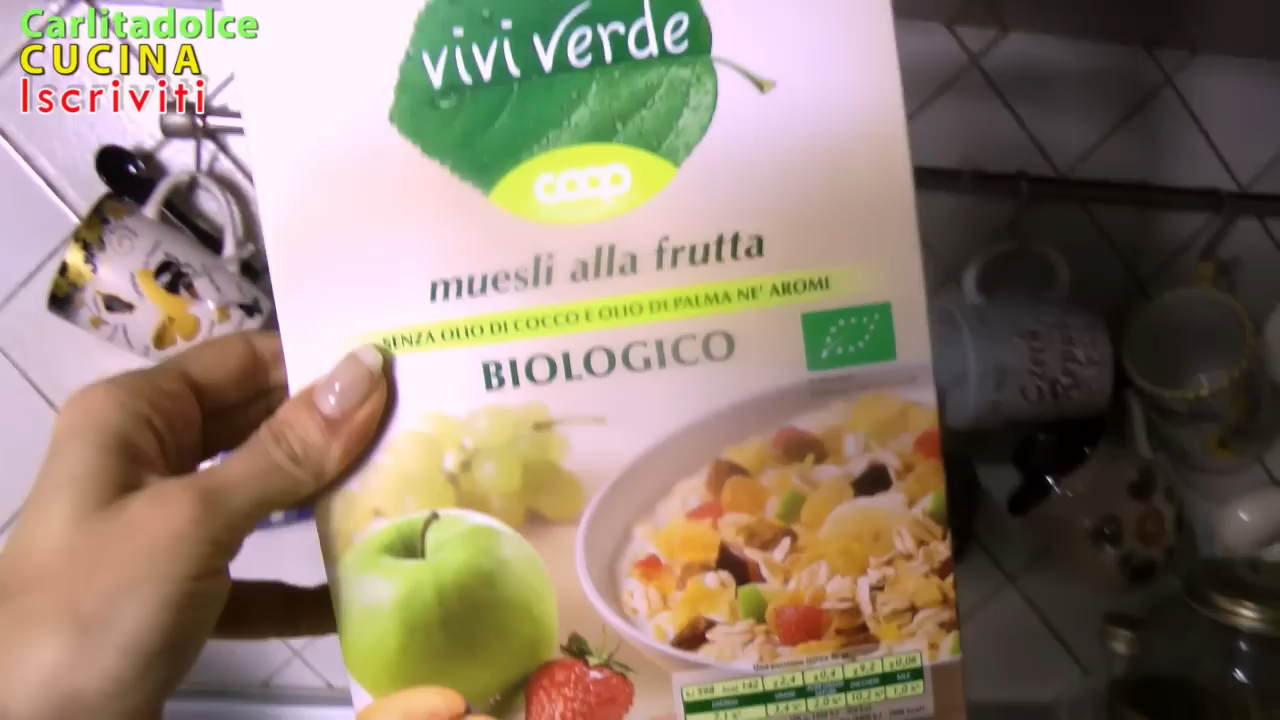 Carlitadolce
CUCINA
Iscriviti
vivi verde
coop
muesli alla frutta
SENZA OLIO DI COCCO E OLIO DI PALMA NE' AROMI
BIOLOGICO